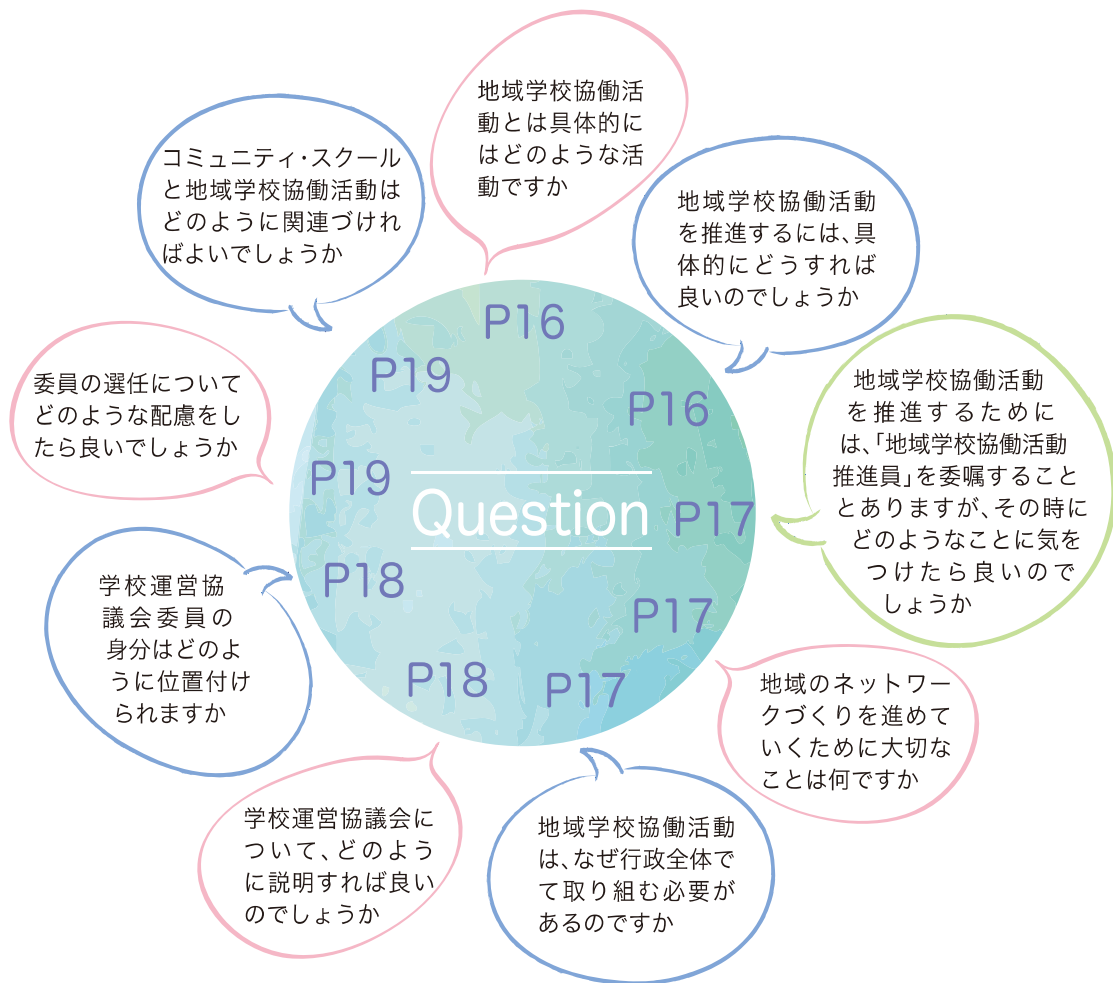 地域学校協働活
動とは具体的に
はどのような活
動ですか
P16
地域学校協働活動
を推進するには、具
体的にどうすれば
良いのでしょうか
P16
地域学校協働活動
を推進するために
は、「地域学校協働活動
推進員」を委嘱すること
とありますが、その時に
どのようなことに気を
つけたら良いので
しょうか
P17
地域のネットワー
クづくりを進めて
いくために大切な
ことは何ですか
P17
地域学校協働活動
は、なぜ行政全体で
て取り組む必要が
あるのですか
P17
学校運営協議会に
ついて、どのよう
に説明すれば良い
のでしょうか
P18
学校運営協
議会委員の
身分はどのよ
うに位置付け
られますか
P18
委員の選任について
どのような配慮をし
たら良いでしょうか
P19
コミュニティ・スクール
と地域学校協働活動は
どのように関連づけれ
ばよいでしょうか
P19
Question